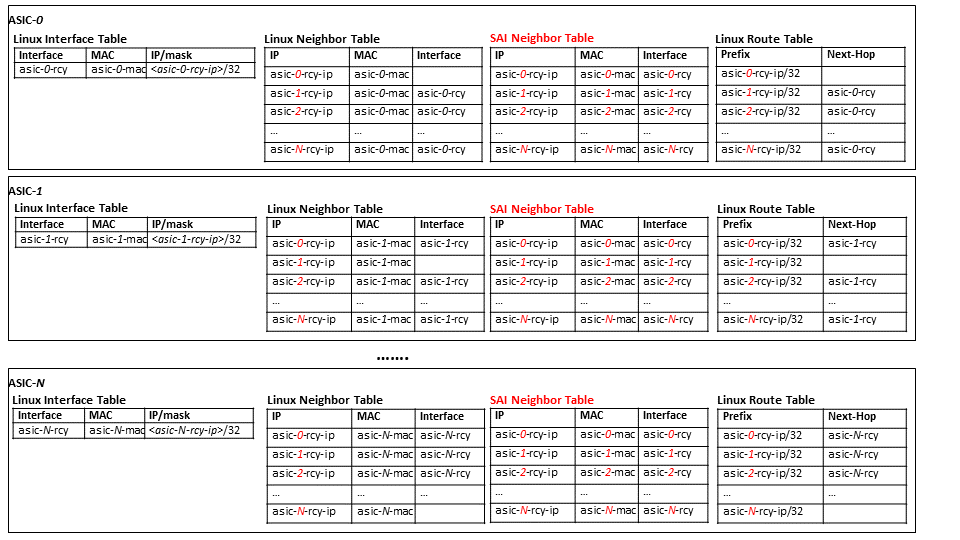 ASIC-0
Linux Interface Table
Interface MAC IP/mask
asic-0-rcy asic-0-mac <asic-0-rcy-ip>/32
Linux Neighbor Table
IP MAC Interface
asic-0-rcy-ip asic-0-mac
asic-1-rcy-ip asic-0-mac asic-0-rcy
asic-2-rcy-ip asic-0-mac asic-0-rcy
... ... ...
asic-N-rcy-ip asic-0-mac asic-0-rcy
SAI Neighbor Table
IP MAC Interface
asic-0-rcy-ip asic-0-mac asic-0-rcy
asic-1-rcy-ip asic-1-mac asic-1-rcy
asic-2-rcy-ip asic-2-mac asic-2-rcy
... ... ...
asic-N-rcy-ip asic-N-mac asic-N-rcy
Linux Route Table
Prefix Next-Hop
asic-0-rcy-ip/32
asic-1-rcy-ip/32 asic-0-rcy
asic-2-rcy-ip/32 asic-0-rcy
... ...
asic-N-rcy-ip/32 asic-0-rcy
ASIC-1
Linux Interface Table
Interface MAC IP/mask
asic-1-rcy asic-1-mac <asic-1-rcy-ip>/32
Linux Neighbor Table
IP MAC Interface
asic-0-rcy-ip asic-1-mac asic-1-rcy
asic-1-rcy-ip asic-1-mac
asic-2-rcy-ip asic-1-mac asic-1-rcy
... ... ...
asic-N-rcy-ip asic-1-mac asic-1-rcy
SAI Neighbor Table
IP MAC Interface
asic-0-rcy-ip asic-0-mac asic-0-rcy
asic-1-rcy-ip asic-1-mac asic-1-rcy
asic-2-rcy-ip asic-2-mac asic-2-rcy
... ... ...
asic-N-rcy-ip asic-N-mac asic-N-rcy
Linux Route Table
Prefix Next-Hop
asic-0-rcy-ip/32 asic-1-rcy
asic-1-rcy-ip/32
asic-2-rcy-ip/32 asic-1-rcy
... ...
asic-N-rcy-ip/32 asic-1-rcy
.......
ASIC-N
Linux Interface Table
Interface MAC IP/mask
asic-N-rcy asic-N-mac <asic-N-rcy-ip>/32
Linux Neighbor Table
IP MAC Interface
asic-0-rcy-ip asic-N-mac asic-N-rcy
asic-1-rcy-ip asic-N-mac asic-N-rcy
asic-2-rcy-ip asic-N-mac asic-N-rcy
... ... ...
asic-N-rcy-ip asic-N-mac
SAI Neighbor Table
IP MAC Interface
asic-0-rcy-ip asic-0-mac asic-0-rcy
asic-1-rcy-ip asic-1-mac asic-1-rcy
asic-2-rcy-ip asic-2-mac asic-2-rcy
... ... ...
asic-N-rcy-ip asic-N-mac asic-N-rcy
Linux Route Table
Prefix Next-Hop
asic-0-rcy-ip/32 asic-N-rcy
asic-1-rcy-ip/32 asic-N-rcy
asic-2-rcy-ip/32 asic-N-rcy
... ...
asic-N-rcy-ip/32